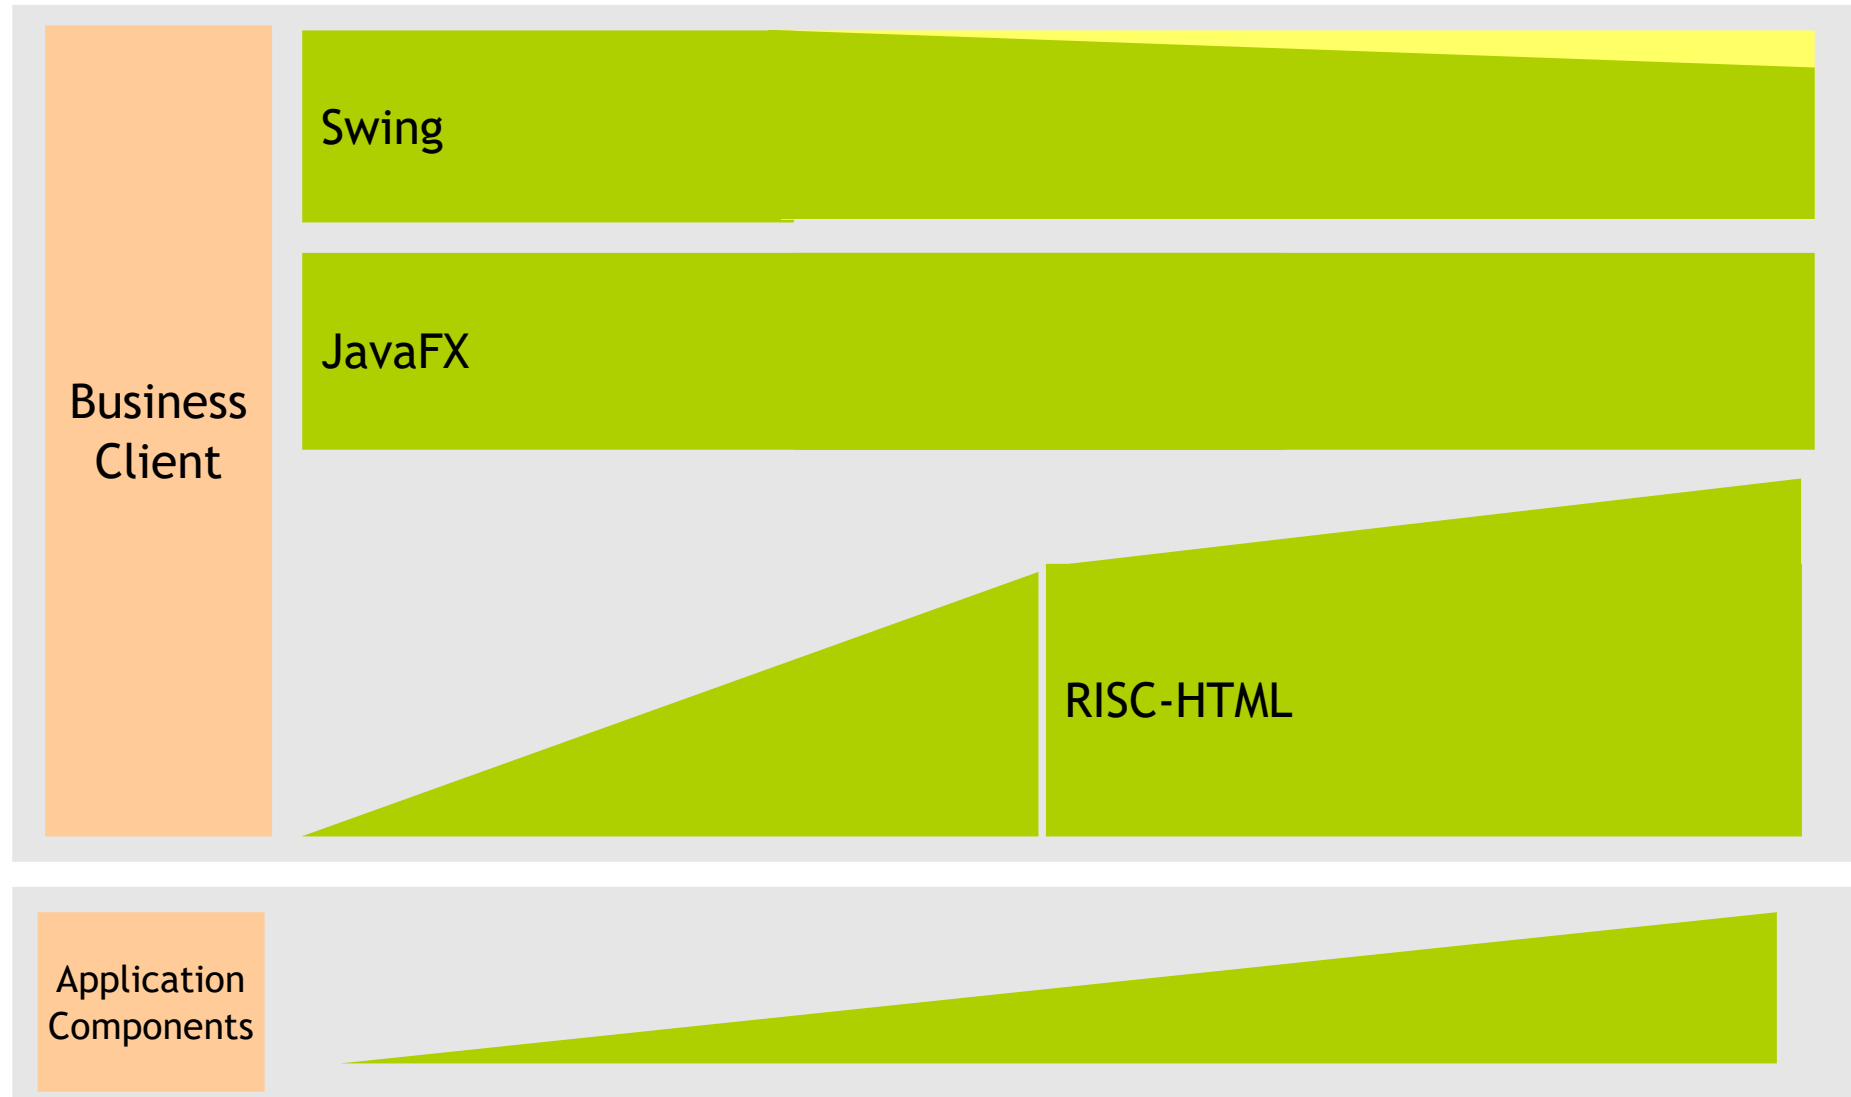 Swing
JavaFX
Business
Client
RISC-HTML
Application
Components